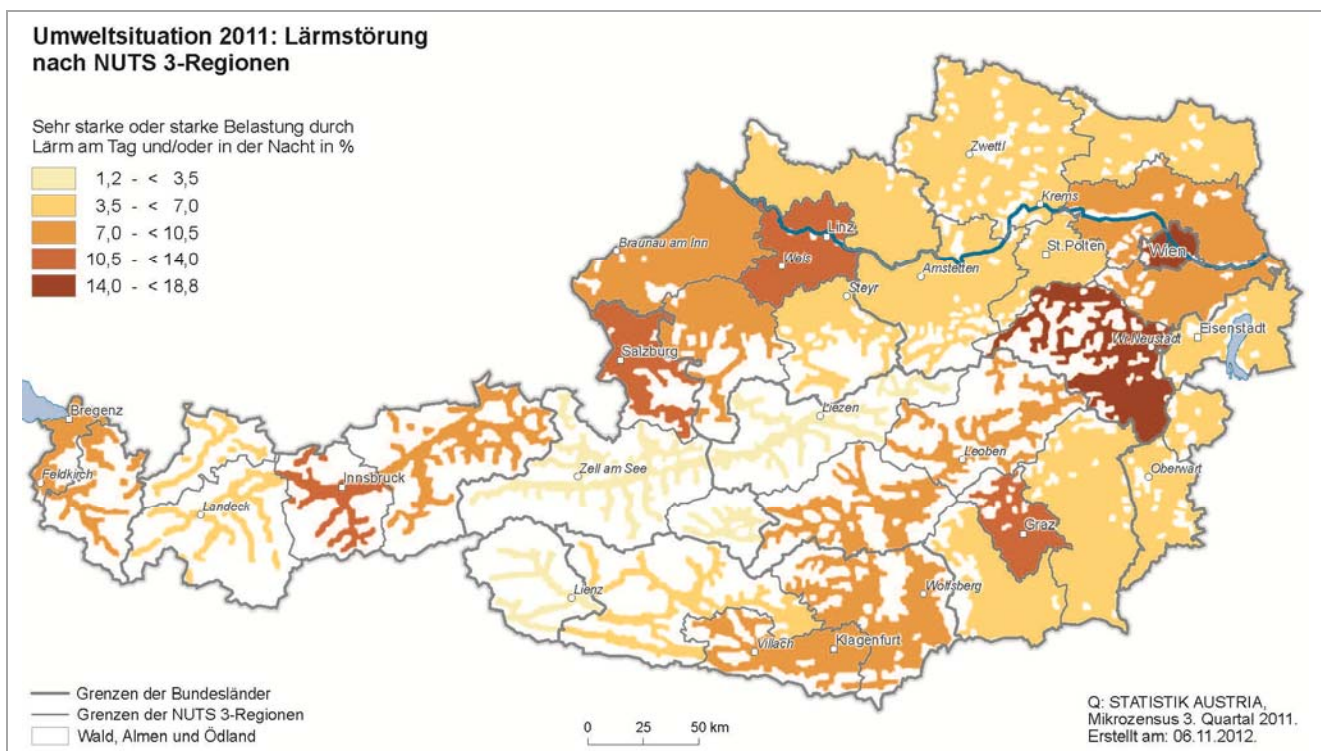 Umweltsituation 2011: Lärmstörung
nach NUTS 3-Regionen
Sehr starke oder starke Belastung durch
Lärm am Tag und/oder in der Nacht in %
1,2 - < 3,5
3,5 - < 7,0
7,0 - < 10,5
10,5 - < 14,0
14,0 - < 18,8
Zwettl
Krems
Linz
Braunau am Inn
Wels
St.Pölten
Wien
Amstetten
Steyr
Eisenstadt
Wr.Neustadt
Salzburg
Bregenz
Liezen
Leoben
Feldkirch
Zell am See
Oberwart
Innsbruck
Landeck
Graz
Lienz
Wolfsberg
Villach
Klagenfurt
Grenzen der Bundesländer
Grenzen der NUTS 3-Regionen
Wald, Almen und Ödland
0 25 50 km
Q: STATISTIK AUSTRIA,
Mikrozensus 3. Quartal 2011.
Erstellt am: 06.11.2012.